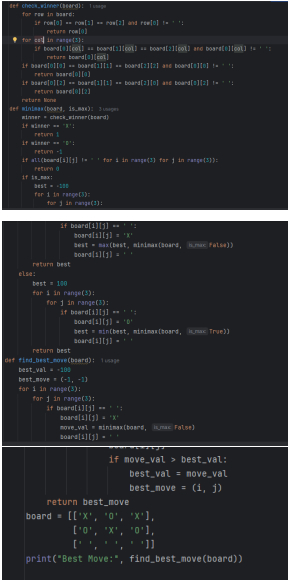 def check_winner(board): 1 usage
    for row in board:
        if row[0] == row[1] == row[2] and row[0] != ' ':
            return row[0]
    for col in range(3):
        if board[0][col] == board[1][col] == board[2][col] and board[0][col] != ' ':
            return board[0][col]
    if board[0][0] == board[1][1] == board[2][2] and board[0][0] != ' ':
        return board[0][0]
    if board[0][2] == board[1][1] == board[2][0] and board[0][2] != ' ':
        return board[0][2]
    return None
def minimax(board, is_max): 3 usages
    winner = check_winner(board)
    if winner == 'X':
        return 1
    if winner == 'O':
        return -1
    if all(board[i][j] != ' ' for i in range(3) for j in range(3)):
        return 0
    if is_max:
        best = -100
        for i in range(3):
            for j in range(3):
                if board[i][j] == ' ':
                    board[i][j] = 'X'
                    best = max(best, minimax(board, is_max: False))
                    board[i][j] = ' '
        return best
    else:
        best = 100
        for i in range(3):
            for j in range(3):
                if board[i][j] == ' ':
                    board[i][j] = 'O'
                    best = min(best, minimax(board, is_max: True))
                    board[i][j] = ' '
        return best
def find_best_move(board): 1 usage
    best_val = -100
    best_move = (-1, -1)
    for i in range(3):
        for j in range(3):
            if board[i][j] == ' ':
                board[i][j] = 'X'
                move_val = minimax(board, is_max: False)
                board[i][j] = ' '
                if move_val > best_val:
                    best_val = move_val
                    best_move = (i, j)
    return best_move
board = [['X', 'O', 'X'],
         ['O', 'X', 'O'],
         [' ', ' ', ' ']]
print("Best Move:", find_best_move(board))